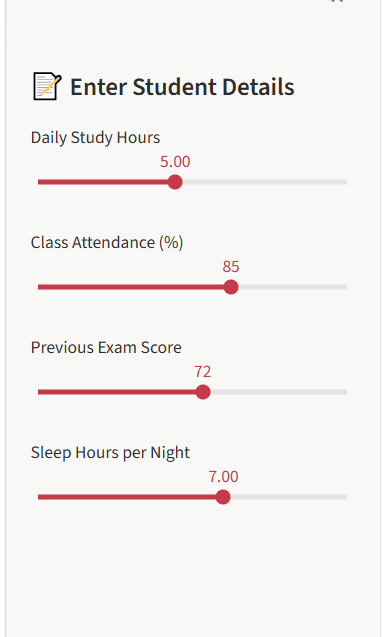 📝 Enter Student Details
Daily Study Hours
5.00
Class Attendance (%)
85
Previous Exam Score
72
Sleep Hours per Night
7.00